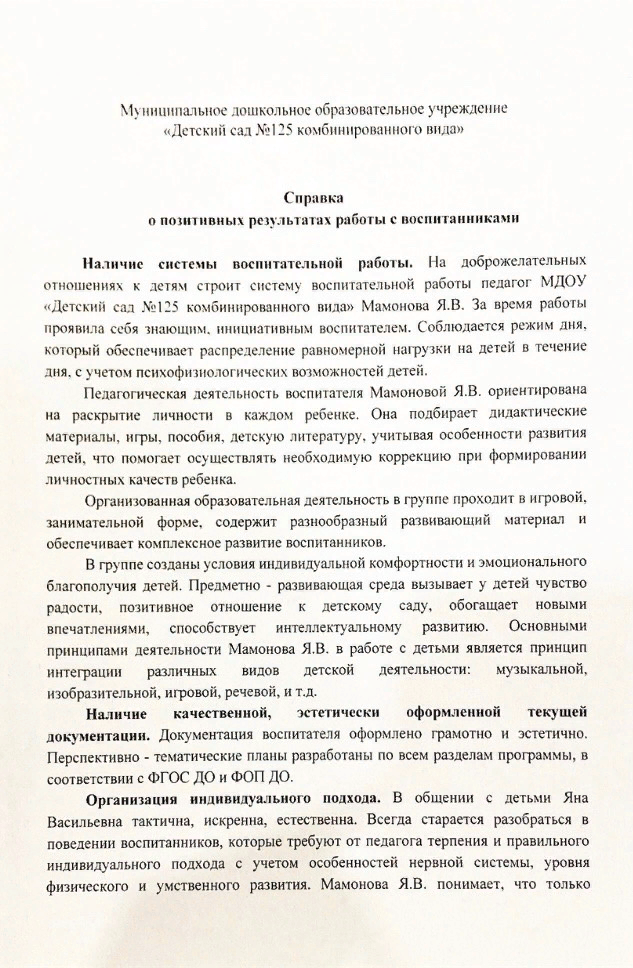 Муниципальное дошкольное образовательное учреждение
«Детский сад №125 комбинированного вида»
Справка
о позитивных результатах работы с воспитанниками
Наличие системы воспитательной работы. На доброжелательных
отношениях к детям строит систему воспитательной работы педагог МДОУ
«Детский сад №125 комбинированного вида» Мамонова Я.В. За время работы
проявила себя знающим, инициативным воспитателем. Соблюдается режим дня,
который обеспечивает распределение равномерной нагрузки на детей в течение
дня, с учетом психофизиологических возможностей детей.
Педагогическая деятельность воспитателя Мамоновой Я.В. ориентирована
на раскрытие личности в каждом ребенке. Она подбирает дидактические
материалы, игры, пособия, детскую литературу, учитывая особенности развития
детей, что помогает осуществлять необходимую коррекцию при формировании
личностных качеств ребенка.
Организованная образовательная деятельность в группе проходит в игровой,
занимательной форме, содержит разнообразный развивающий материал и
обеспечивает комплексное развитие воспитанников.
В группе созданы условия индивидуальной комфортности и эмоционального
благополучия детей. Предметно - развивающая среда вызывает у детей чувство
радости, позитивное отношение к детскому саду, обогащает новыми
впечатлениями, способствует интеллектуальному развитию. Основными
принципами деятельности Мамонова Я.В. в работе с детьми является принцип
интеграции различных видов детской деятельности: музыкальной,
изобразительной, игровой, речевой, и т.д.
Наличие качественной, эстетически оформленной текущей
документации. Документация воспитателя оформлено грамотно и эстетично.
Перспективно - тематические планы разработаны по всем разделам программы, в
соответствии с ФГОС ДО и ФОП ДО.
Организация индивидуального подхода. В общении с детьми Яна
Васильевна тактична, искренна, естественна. Всегда старается разобраться в
поведении воспитанников, которые требуют от педагога терпения и правильного
индивидуального подхода с учетом особенностей нервной системы, уровня
физического и умственного развития. Мамонова Я.В. понимает, что только